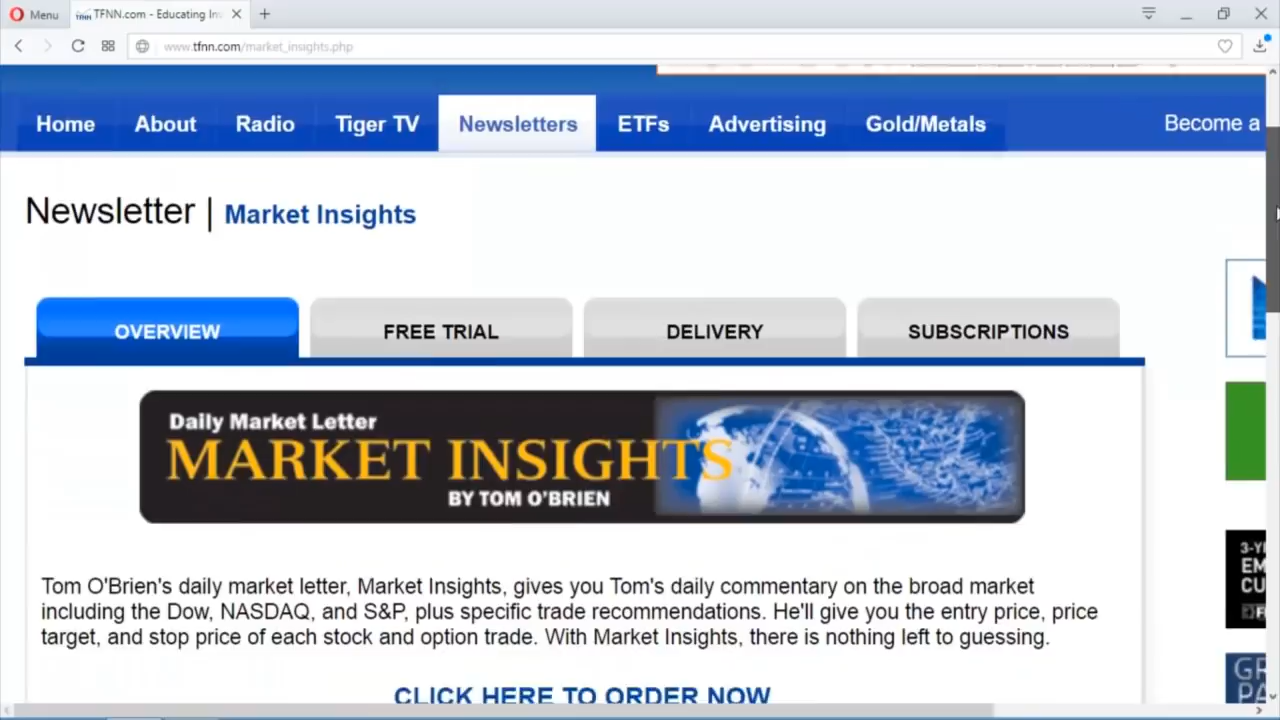 Menu
TFNN.com - Educating In
www.tfnn.com/market_insights.php
Home About Radio Tiger TV Newsletters ETFs Advertising Gold/Metals Become a
Newsletter | Market Insights
OVERVIEW FREE TRIAL DELIVERY SUBSCRIPTIONS
Daily Market Letter
MARKET INSIGHTS
BY TOM O'BRIEN
Tom O'Brien's daily market letter, Market Insights, gives you Tom's daily commentary on the broad market
including the Dow, NASDAQ, and S&P, plus specific trade recommendations. He'll give you the entry price, price
target, and stop price of each stock and option trade. With Market Insights, there is nothing left to guessing.
CLICK HERE TO ORDER NOW
3-Y
EM
CU
GR
PA